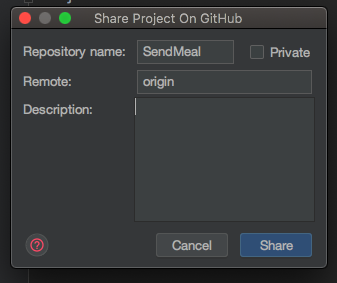 Share Project On GitHub
Repository name: SendMeal Private
Remote: origin
Description:
? Cancel Share